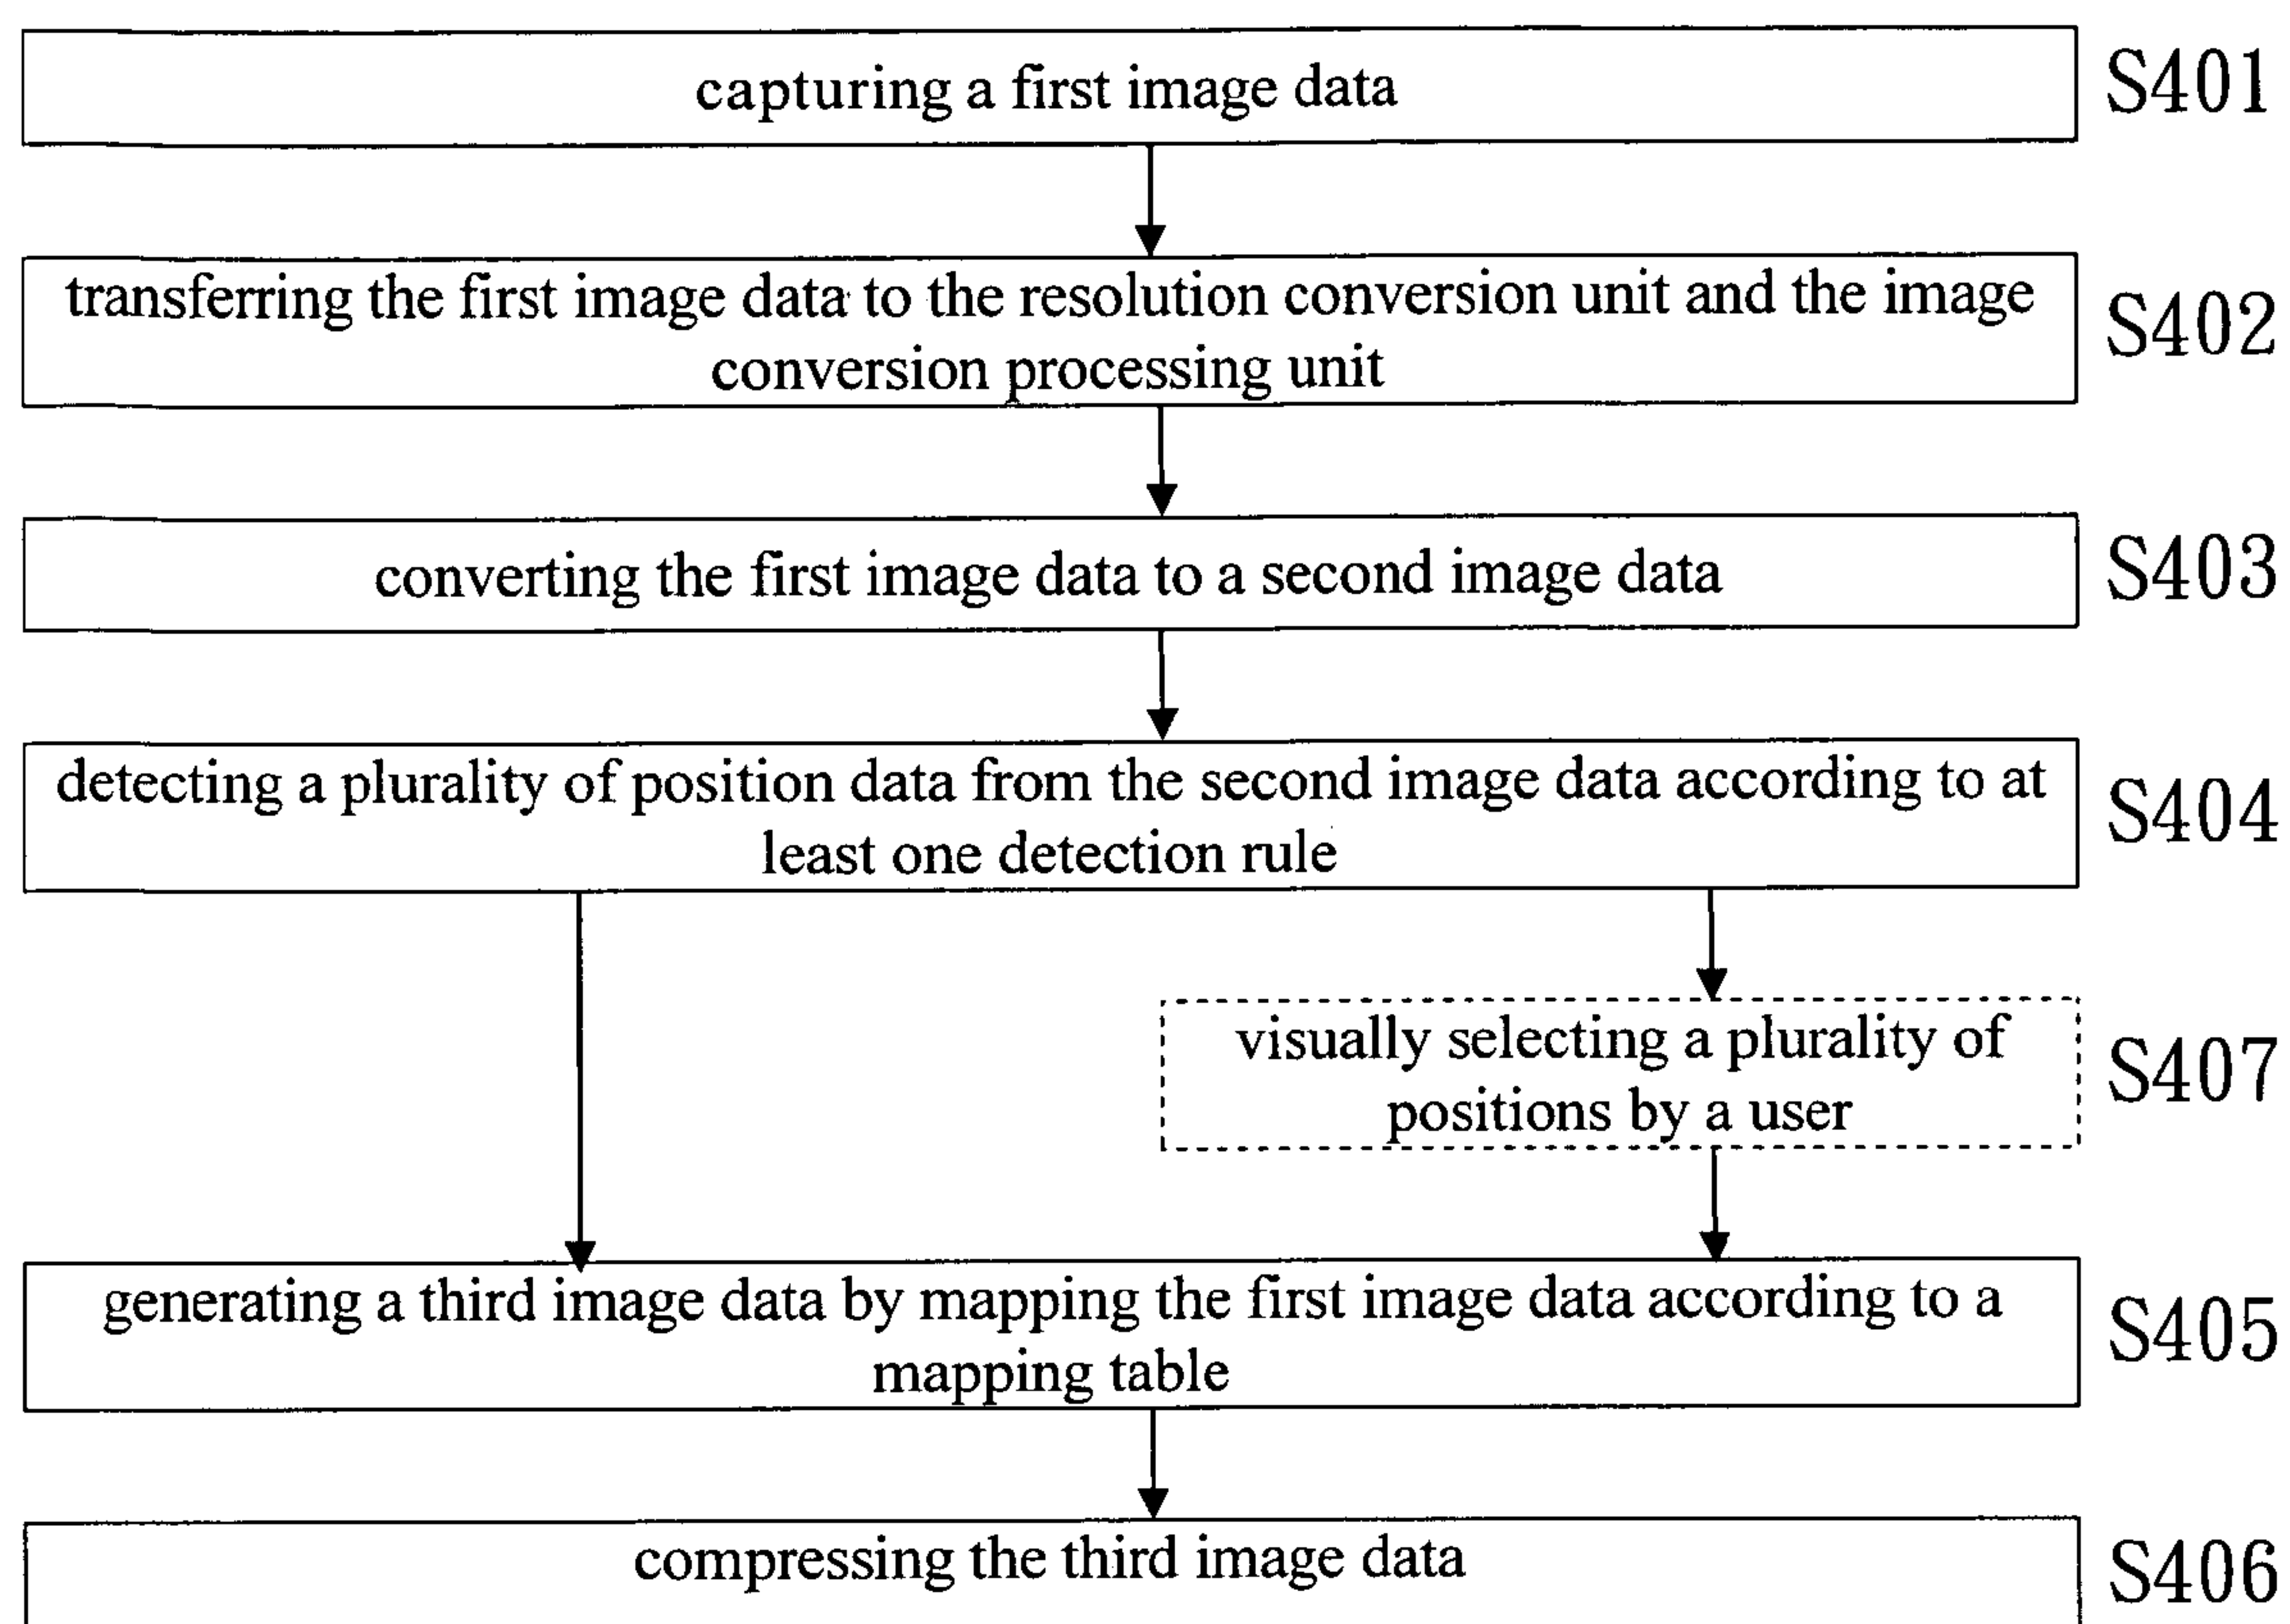 capturing a first image data
S401
transferring the first image data to the resolution conversion unit and the image
conversion processing unit
S402
converting the first image data to a second image data
S403
detecting a plurality of position data from the second image data according to at
least one detection rule
S404
visually selecting a plurality of
positions by a user
S407
generating a third image data by mapping the first image data according to a
mapping table
S405
compressing the third image data
S406